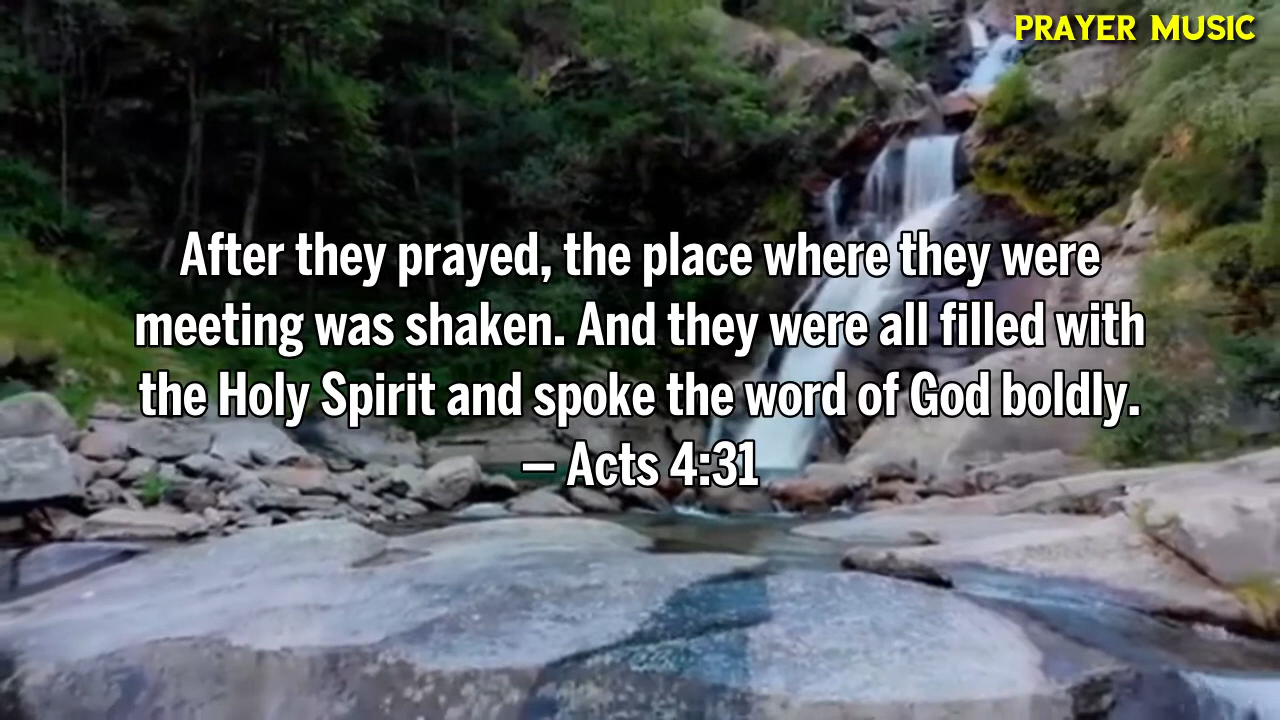 PRAYER MUSIC
After they prayed, the place where they were
meeting was shaken. And they were all filled with
the Holy Spirit and spoke the word of God boldly.
– Acts 4:31